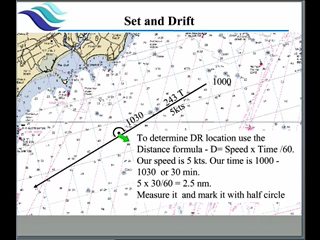 Set and Drift
1000
243 T
5kts
1030
To determine DR location use the
Distance formula - D= Speed x Time /60.
Our speed is 5 kts. Our time is 1000 -
1030  or 30 min.
5 x 30/60 = 2.5 nm.
Measure it  and mark it with half circle